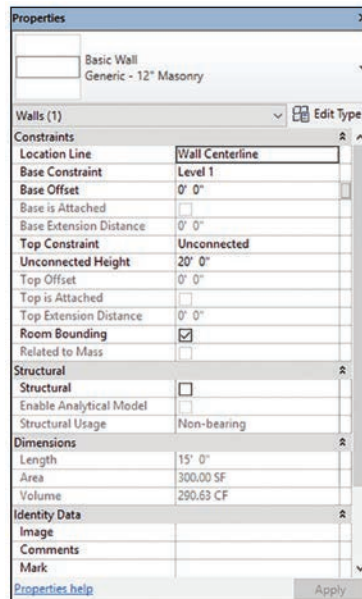 Properties
Basic Wall
Generic - 12" Masonry
Walls (1) Edit Type
Constraints
Location Line Wall Centerline
Base Constraint Level 1
Base Offset 0' 0"
Base is Attached
Base Extension Distance 0' 0"
Top Constraint Unconnected
Unconnected Height 20' 0"
Top Offset 0' 0"
Top is Attached
Top Extension Distance 0' 0"
Room Bounding
Related to Mass
Structural
Structural
Enable Analytical Model
Structural Usage Non-bearing
Dimensions
Length 15' 0"
Area 300.00 SF
Volume 290.63 CF
Identity Data
Image
Comments
Mark
Properties help Apply